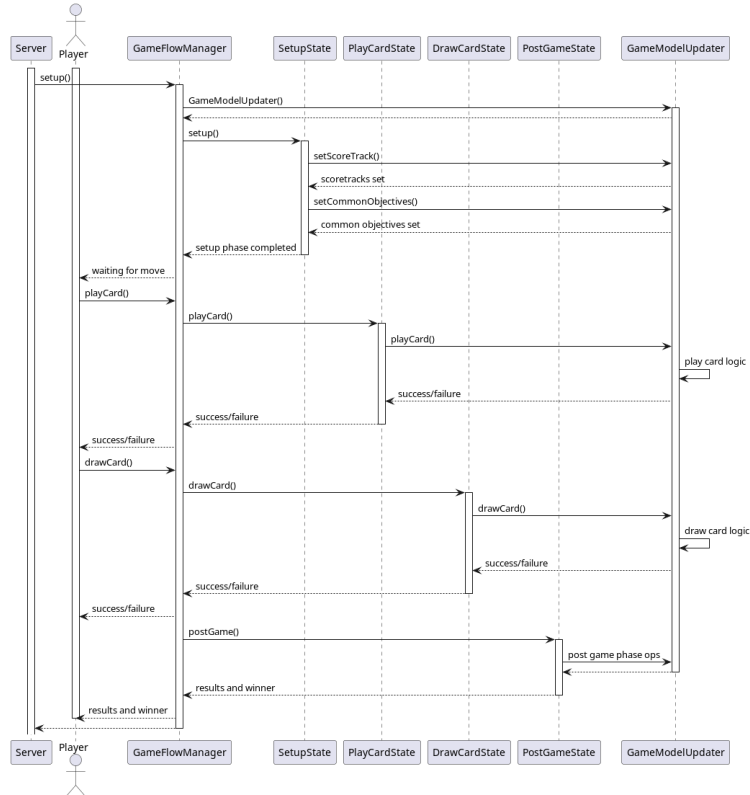 Player
Server
GameFlowManager
SetupState
PlayCardState
DrawCardState
PostGameState
GameModelUpdater
setup()
GameModelUpdater()
setup()
setScoreTrack()
scoretracks set
setCommonObjectives()
common objectives set
setup phase completed
waiting for move
playCard()
playCard()
playCard()
play card logic
success/failure
success/failure
success/failure
drawCard()
drawCard()
drawCard()
draw card logic
success/failure
success/failure
success/failure
postGame()
post game phase ops
results and winner
results and winner
Server
Player
GameFlowManager
SetupState
PlayCardState
DrawCardState
PostGameState
GameModelUpdater